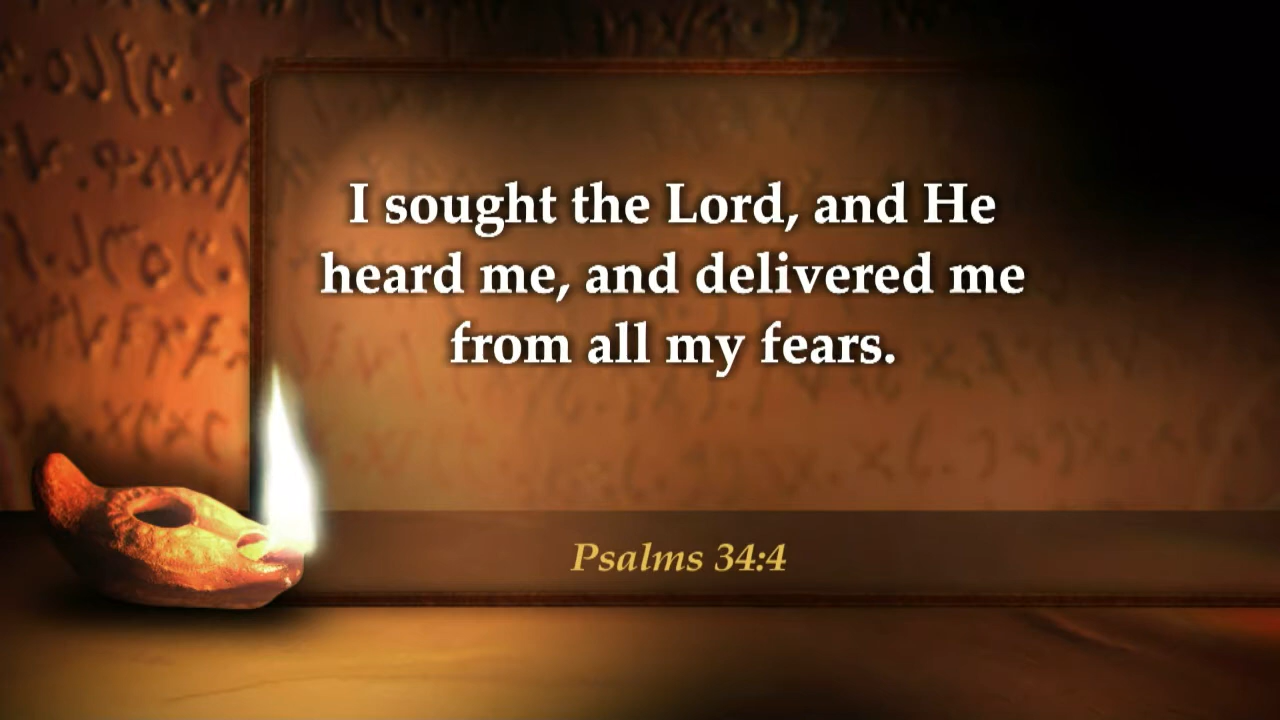 I sought the Lord, and He
heard me, and delivered me
from all my fears.
Psalms 34:4